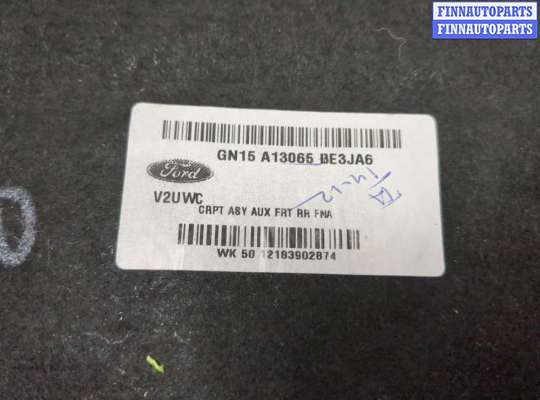 FINNAUTOPARTS
FINNAUTOPARTS
GN15 A13065 BE3JA6
Ford
V2UWC
CRPT ASY AUX FRT RR FNA
WK 50 12183902874